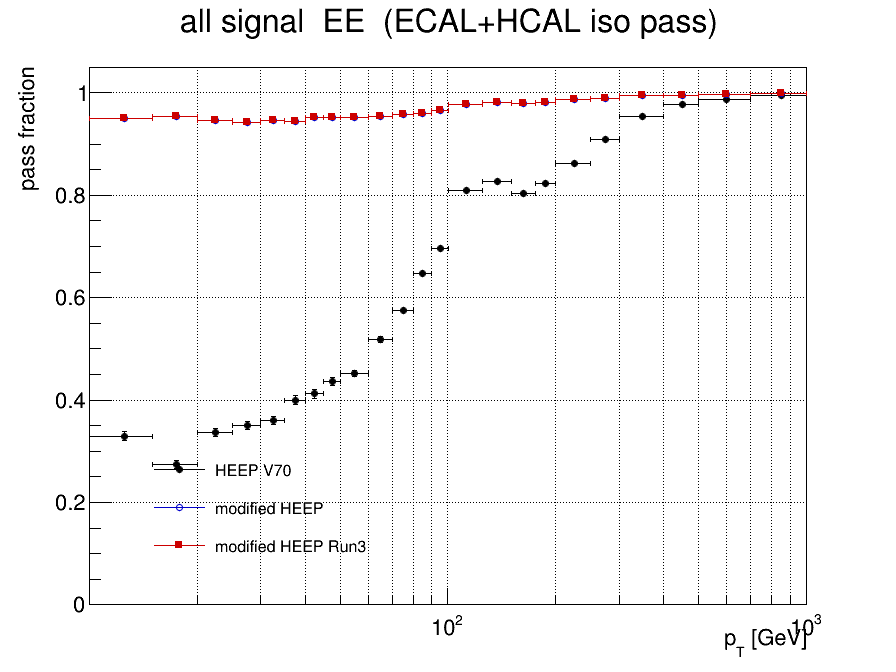 all signal EE (ECAL+HCAL iso pass)
pass fraction
1
0.8
0.6
0.4
0.2
0
HEEP V70
modified HEEP
modified HEEP Run3
10²
10³
p_T [GeV]